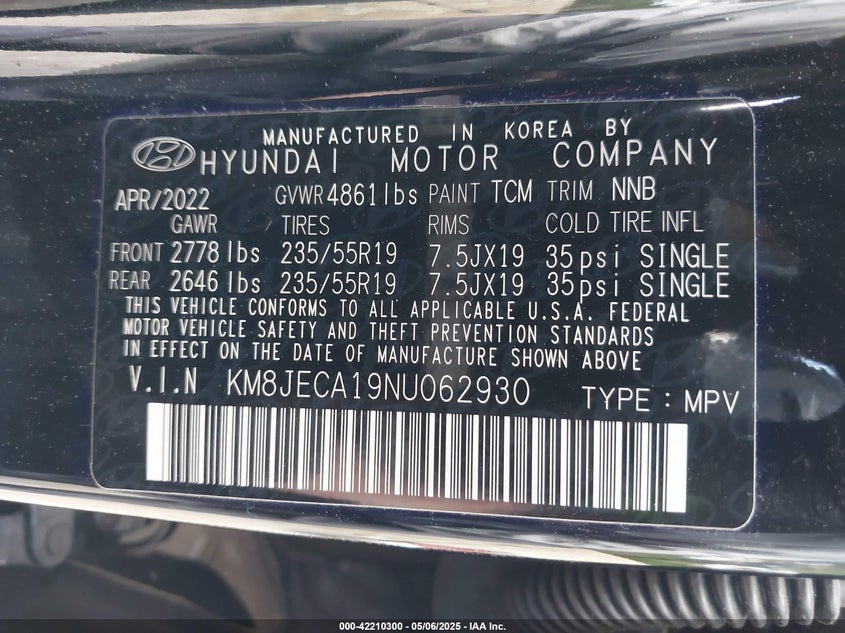 MANUFACTURED IN KOREA BY
HYUNDAI MOTOR COMPANY
APR/2022 GVWR 4861 lbs PAINT TCM TRIM NNB
GAWR TIRES RIMS COLD TIRE INFL
FRONT 2778 lbs 235/55R19 7.5JX19 35psi SINGLE
REAR 2646 lbs 235/55R19 7.5JX19 35psi SINGLE
THIS VEHICLE CONFORMS TO ALL APPLICABLE U.S.A. FEDERAL
MOTOR VEHICLE SAFETY AND THEFT PREVENTION STANDARDS
IN EFFECT ON THE DATE OF MANUFACTURE SHOWN ABOVE
V.I.N KM8JECA19NU062930 TYPE : MPV
000-42210300 - 05/06/2025 - IAA Inc.